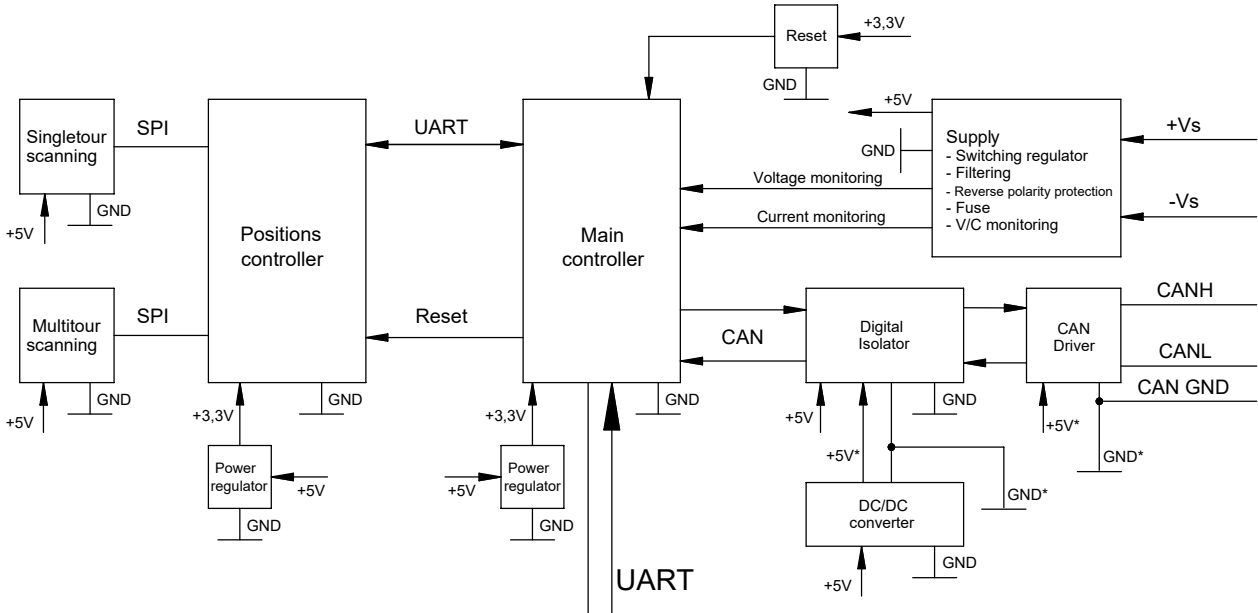 Reset
+3,3V
GND
Singletour
scanning
SPI
GND
+5V
Positions
controller
UART
Main
controller
Voltage monitoring
Current monitoring
+5V
GND
Supply
- Switching regulator
- Filtering
- Reverse polarity protection
- Fuse
- V/C monitoring
+Vs
-Vs
Multitour
scanning
SPI
GND
+5V
Reset
CAN
Digital
Isolator
CAN
Driver
CANH
CANL
CAN GND
+3,3V
GND
+3,3V
GND
+5V
GND
+5V*
+5V*
GND*
GND*
Power
regulator
+5V
GND
+5V
Power
regulator
GND
DC/DC
converter
+5V
GND
UART